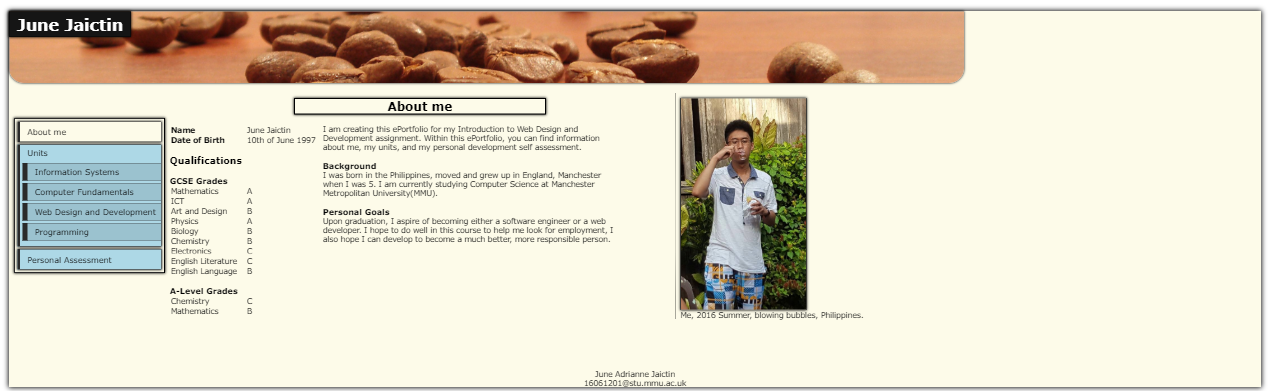 June Jaictin
About me
About me
Units
Information Systems
Computer Fundamentals
Web Design and Development
Programming
Personal Assessment
Name June Jaictin
Date of Birth 10th of June 1997
Qualifications
GCSE Grades
Mathematics A
ICT A
Art and Design B
Physics A
Biology B
Chemistry B
Electronics C
English Literature C
English Language B
A-Level Grades
Chemistry C
Mathematics B
I am creating this ePortfolio for my Introduction to Web Design and
Development assignment. Within this ePortfolio, you can find information
about me, my units, and my personal development self assessment.
Background
I was born in the Philippines, moved and grew up in England, Manchester
when I was 5. I am currently studying Computer Science at Manchester
Metropolitan University(MMU).
Personal Goals
Upon graduation, I aspire of becoming either a software engineer or a web
developer. I hope to do well in this course to help me look for employment, I
also hope I can develop to become a much better, more responsible person.
Me, 2016 Summer, blowing bubbles, Philippines.
June Adrianne Jaictin
16061201@stu.mmu.ac.uk